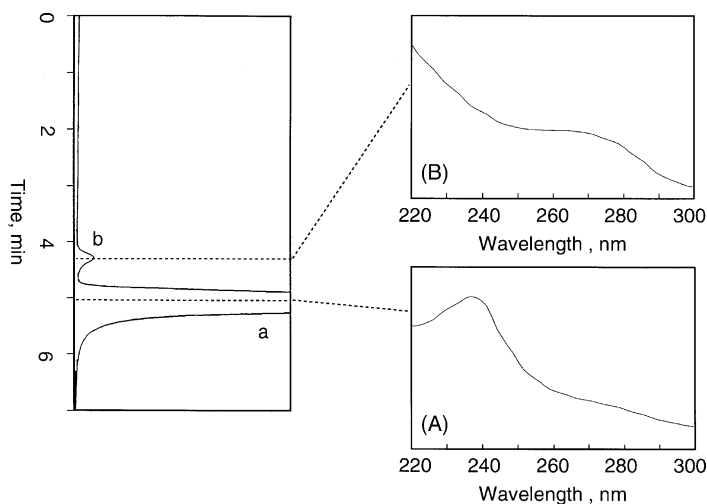 0
2
4
6
Time, min
b
a
(B)
220 240 260 280 300
Wavelength , nm
(A)
220 240 260 280 300
Wavelength , nm